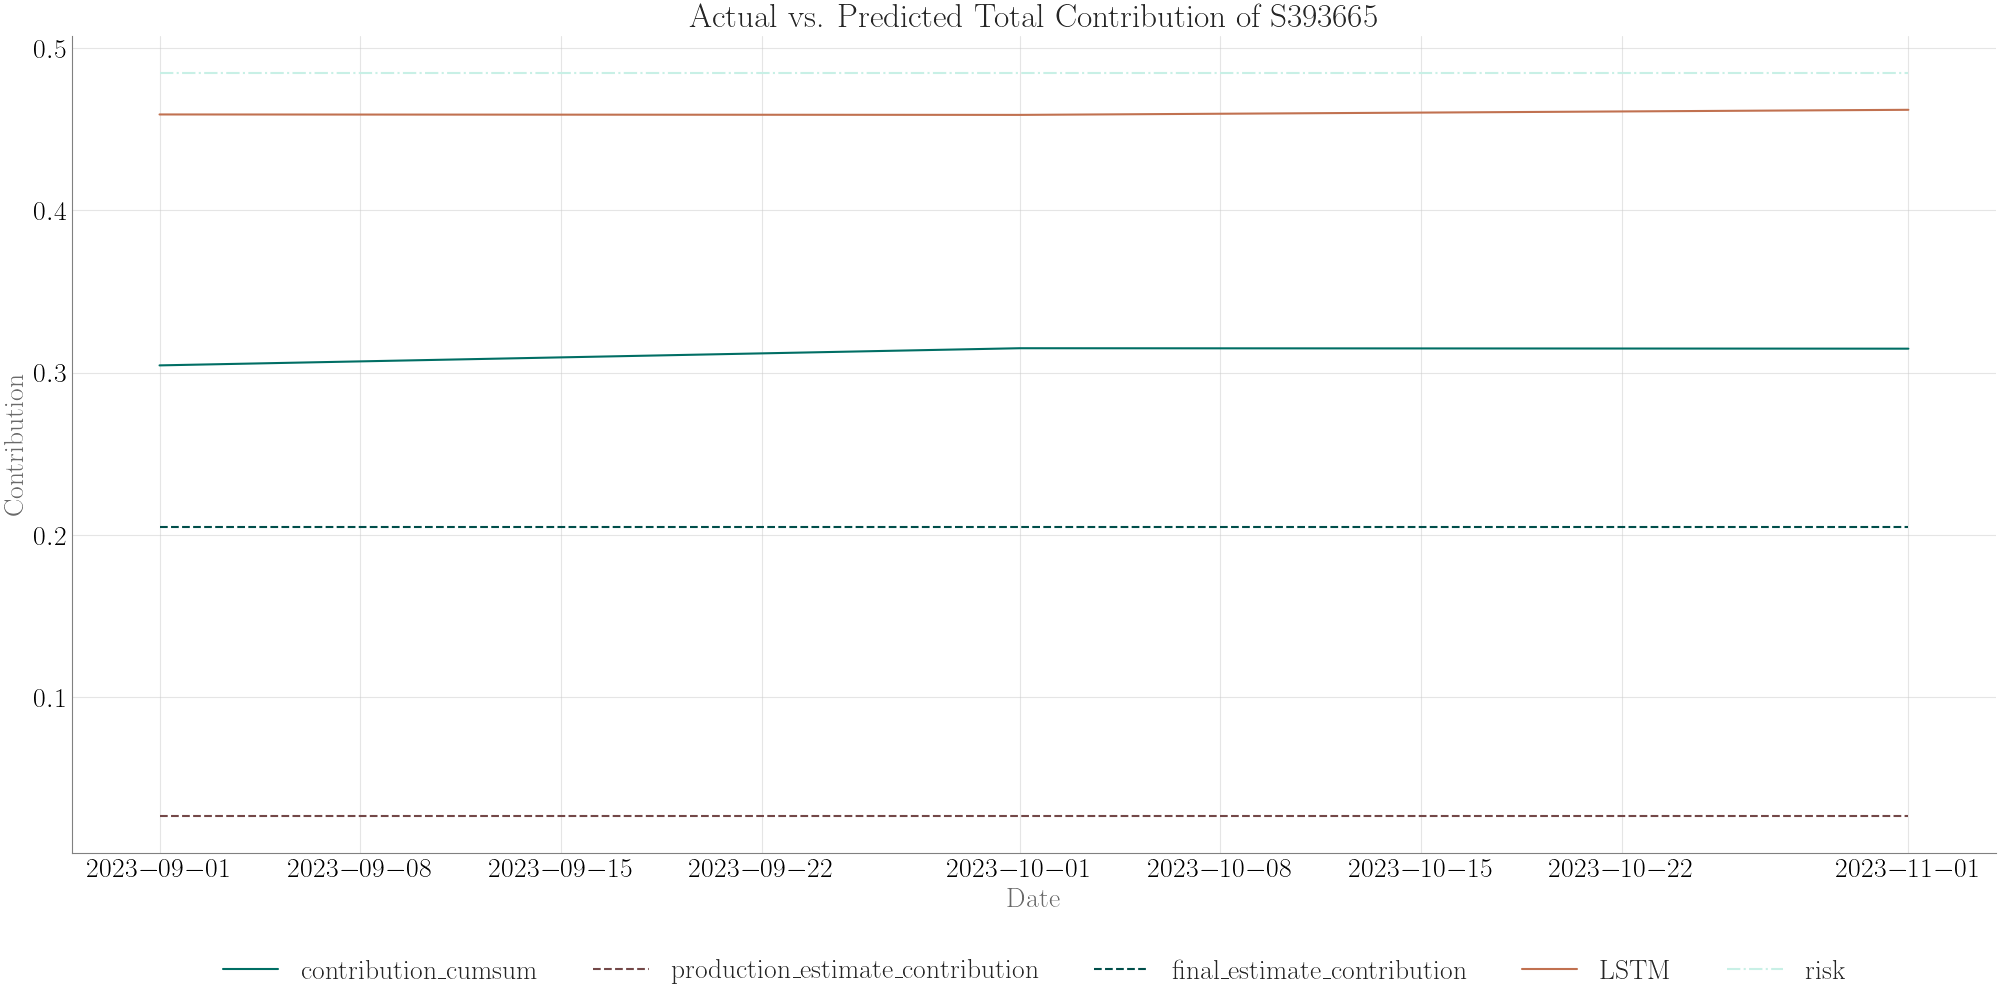 Actual vs. Predicted Total Contribution of S393665
0.5
0.4
0.3
0.2
0.1
Contribution
2023−09−01 2023−09−08 2023−09−15 2023−09−22 2023−10−01 2023−10−08 2023−10−15 2023−10−22 2023−11−01
Date
contribution_cumsum production_estimate_contribution final_estimate_contribution LSTM risk